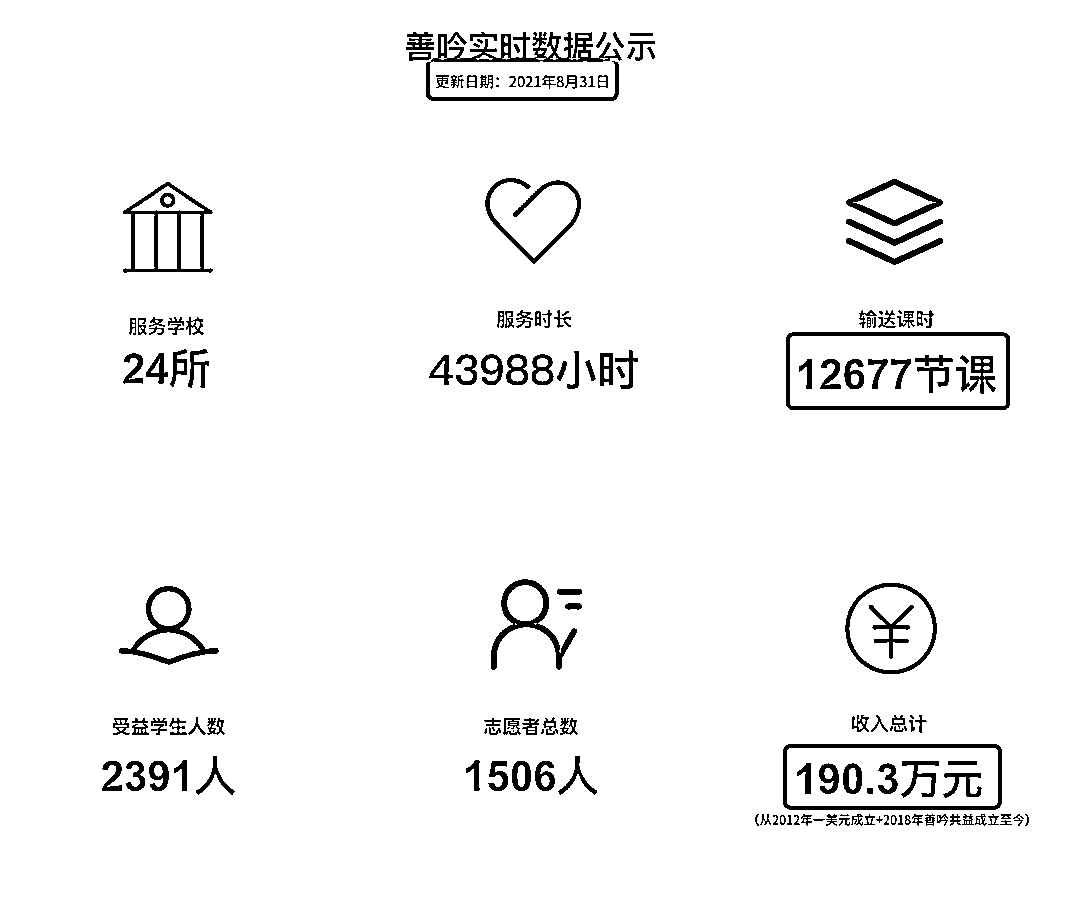 善吟实时数据公示
更新日期：2021年8月31日
服务学校
24所
服务时长
43988小时
输送课时
12677节课
受益学生人数
2391人
志愿者总数
1506人
收入总计
190.3万元
（从2012年一美元成立+2018年善吟共益成立至今）